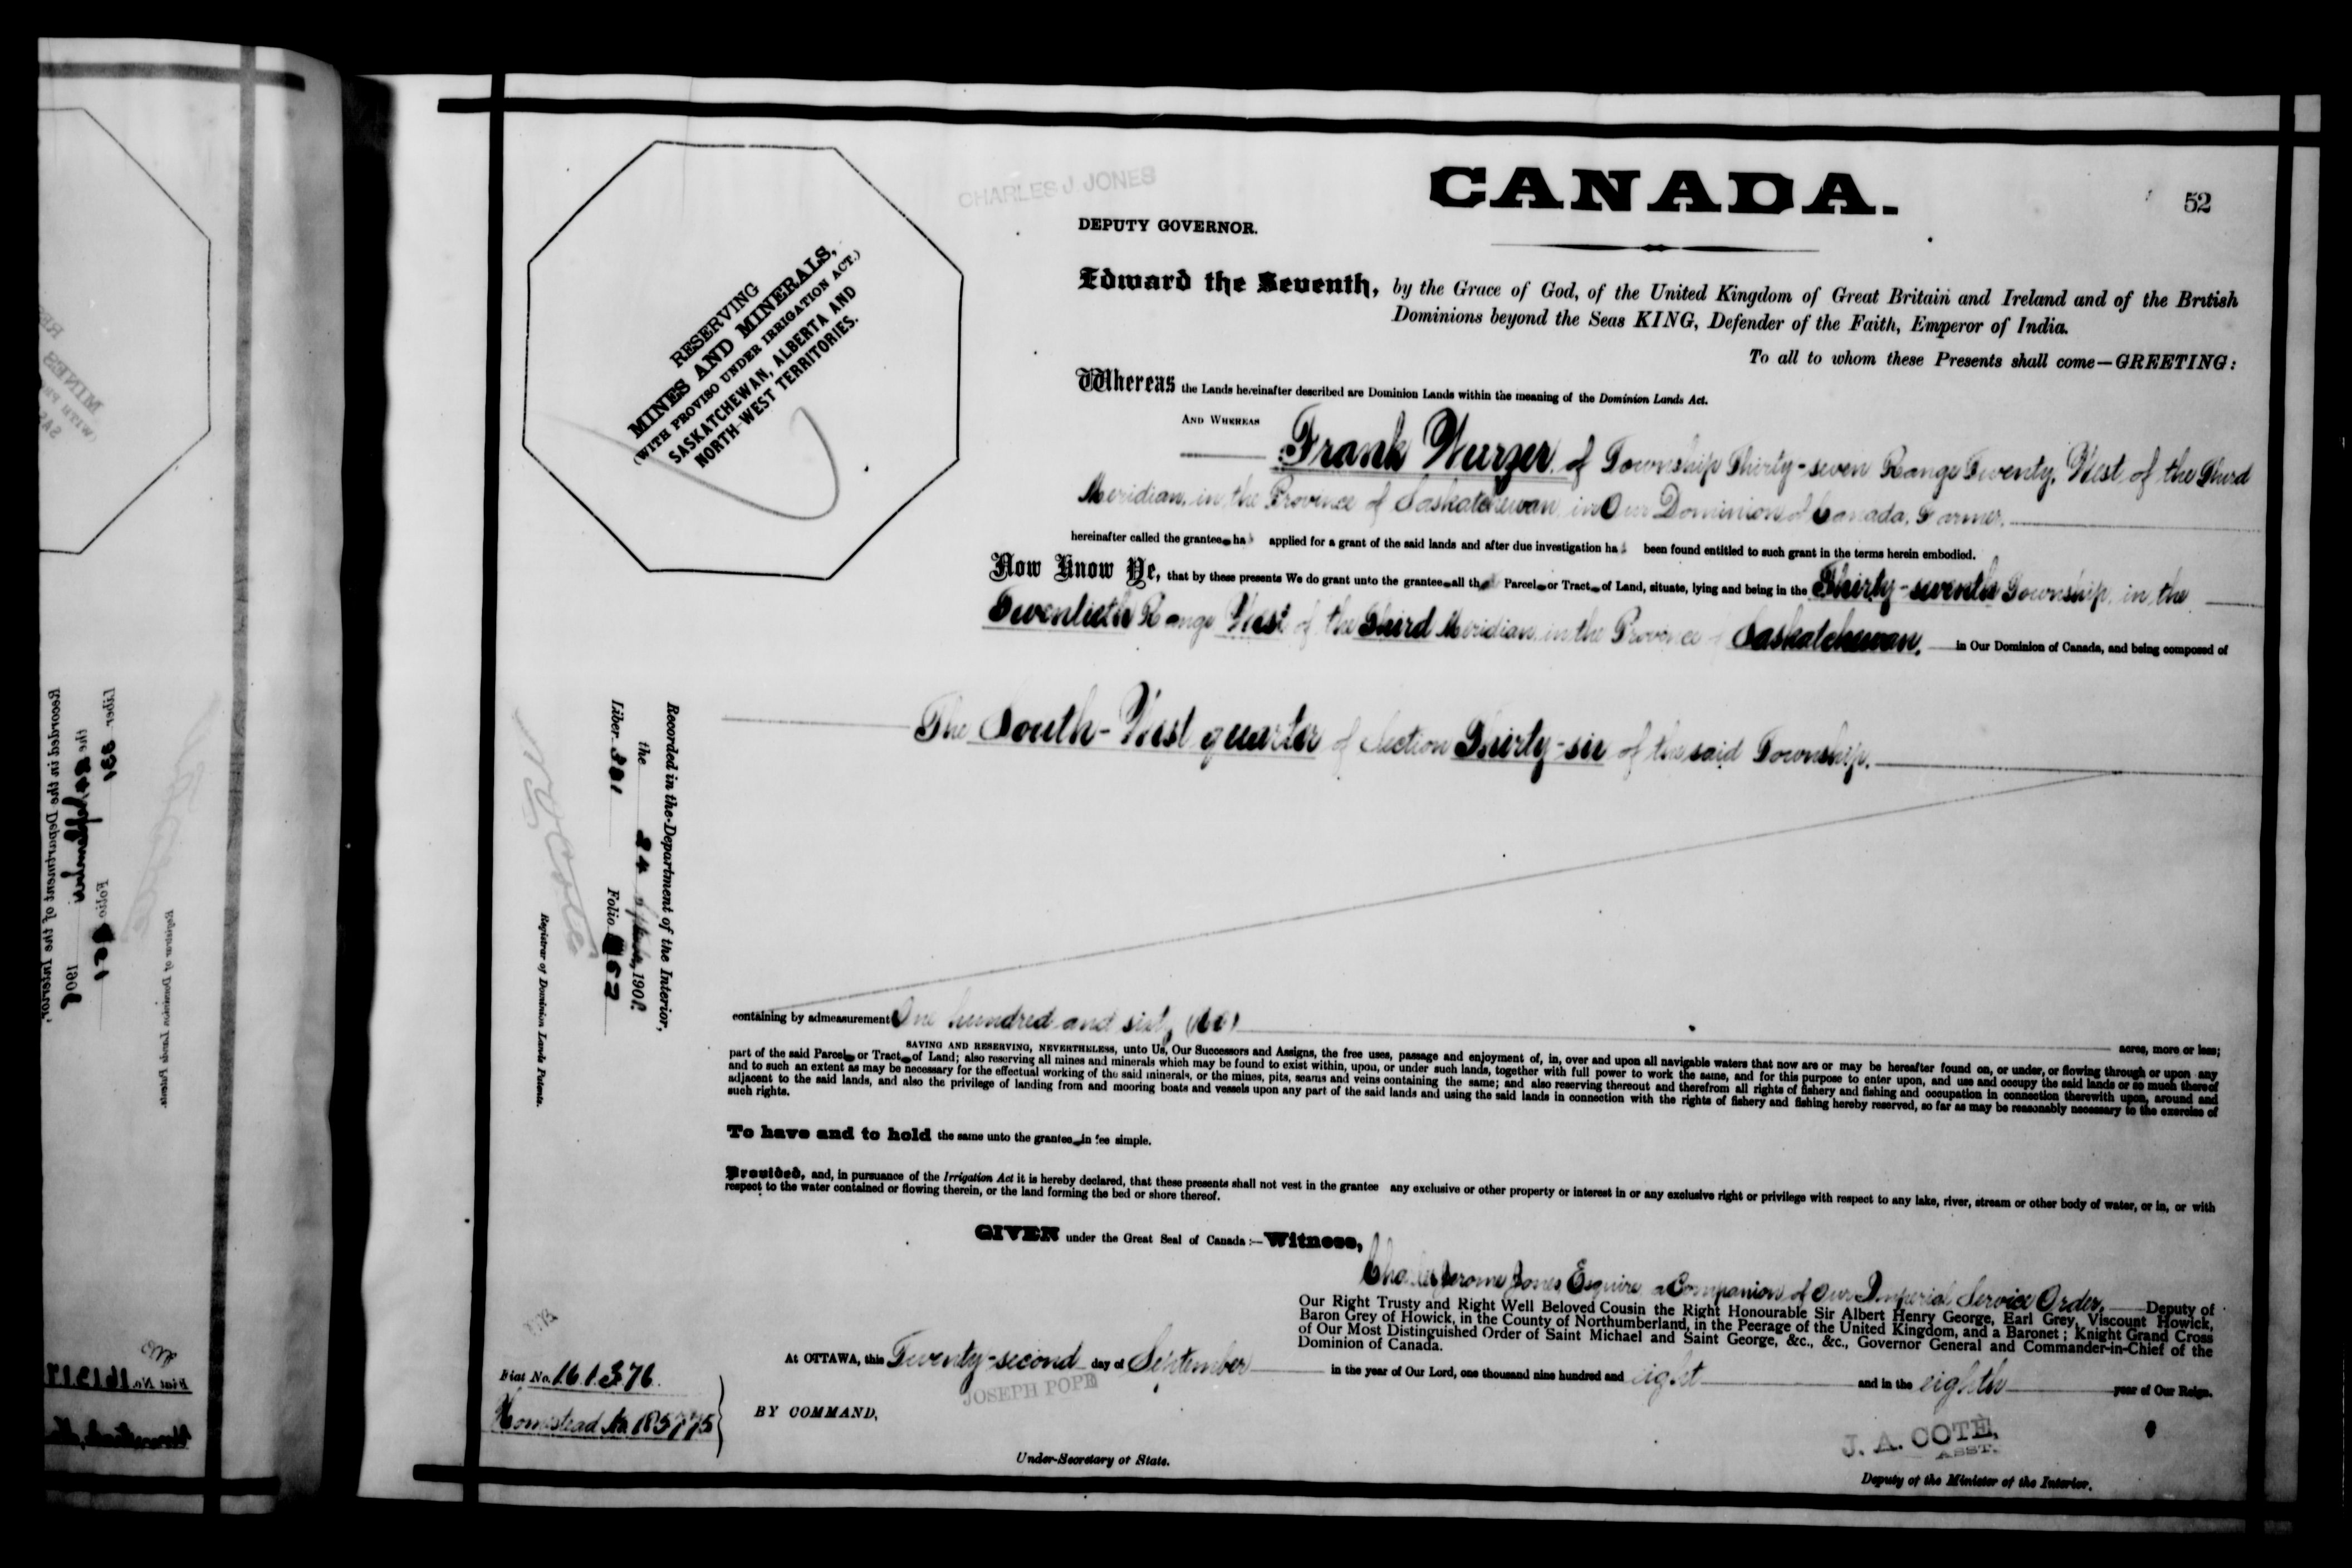 CHARLES J. JONES
CANADA.
52
DEPUTY GOVERNOR.
Edward the Seventh, by the Grace of God, of the United Kingdom of Great Britain and Ireland and of the British
Dominions beyond the Seas KING, Defender of the Faith, Emperor of India.
To all to whom these Presents shall come—GREETING:
RESERVING
MINES AND MINERALS,
(WITH PROVISO UNDER IRRIGATION ACT.)
SASKATCHEWAN, ALBERTA AND
NORTH-WEST TERRITORIES.
Whereas the Lands hereinafter described are Dominion Lands within the meaning of the Dominion Lands Act.
AND WHEREAS
Frank Wurzer, of Township Thirty-seven Range Twenty, West of the Third
Meridian, in the Province of Saskatchewan in Our Dominion of Canada, Farmer,
hereinafter called the grantee ha applied for a grant of the said lands and after due investigation ha been found entitled to such grant in the terms herein embodied.
Now Know Ye, that by these presents We do grant unto the grantee all that Parcel or Tract of Land, situate, lying and being in the Thirty-seventh Township, in the
Twentieth Range West of the Third Meridian in the Province of Saskatchewan, in Our Dominion of Canada, and being composed of
The South-West quarter of Section Thirty-six of the said Township.
Recorded in the Department of the Interior,
the 24 1908
Liber Folio
N O Coté
Registrar of Dominion Lands Patents.
containing by admeasurement One hundred and sixty (160) acres, more or less;
SAVING AND RESERVING, NEVERTHELESS, unto Us, Our Successors and Assigns, the free uses, passage and enjoyment of, in, over and upon all navigable waters that now are or may be hereafter found on, or under, or flowing through or upon any
part of the said Parcel or Tract of Land; also reserving all mines and minerals which may be found to exist within, upon, or under such lands, together with full power to work the same, and for this purpose to enter upon, and use and occupy the said lands or so much thereof
and to such an extent as may be necessary for the effectual working of the said minerals, or the mines, pits, seams and veins containing the same; and also reserving thereout and therefrom all rights of fishery and fishing and occupation in connection therewith upon, around and
adjacent to the said lands, and also the privilege of landing from and mooring boats and vessels upon any part of the said lands and using the said lands in connection with the rights of fishery and fishing hereby reserved, so far as may be reasonably necessary to the exercise of
such rights.
To have and to hold the same unto the grantee in fee simple.
Provided, and, in pursuance of the Irrigation Act it is hereby declared, that these presents shall not vest in the grantee any exclusive or other property or interest in or any exclusive right or privilege with respect to any lake, river, stream or other body of water, or in, or with
respect to the water contained or flowing therein, or the land forming the bed or shore thereof.
GIVEN under the Great Seal of Canada:—Witness,
Charles Jerome Jones Esquire, a Companion of Our Imperial Service Order, Deputy of
Our Right Trusty and Right Well Beloved Cousin the Right Honourable Sir Albert Henry George, Earl Grey, Viscount Howick,
Baron Grey of Howick, in the County of Northumberland, in the Peerage of the United Kingdom, and a Baronet; Knight Grand Cross
of Our Most Distinguished Order of Saint Michael and Saint George, &c., &c., Governor General and Commander-in-Chief of the
Dominion of Canada.
At OTTAWA, this Twenty-second day of September in the year of Our Lord, one thousand nine hundred and eight and in the eighth year of Our Reign.
JOSEPH POPE
BY COMMAND,
Under-Secretary of State.
Fiat No. 161376.
Homestead No.
J. A. COTÉ,
ASST.
Deputy of the Minister of the Interior.